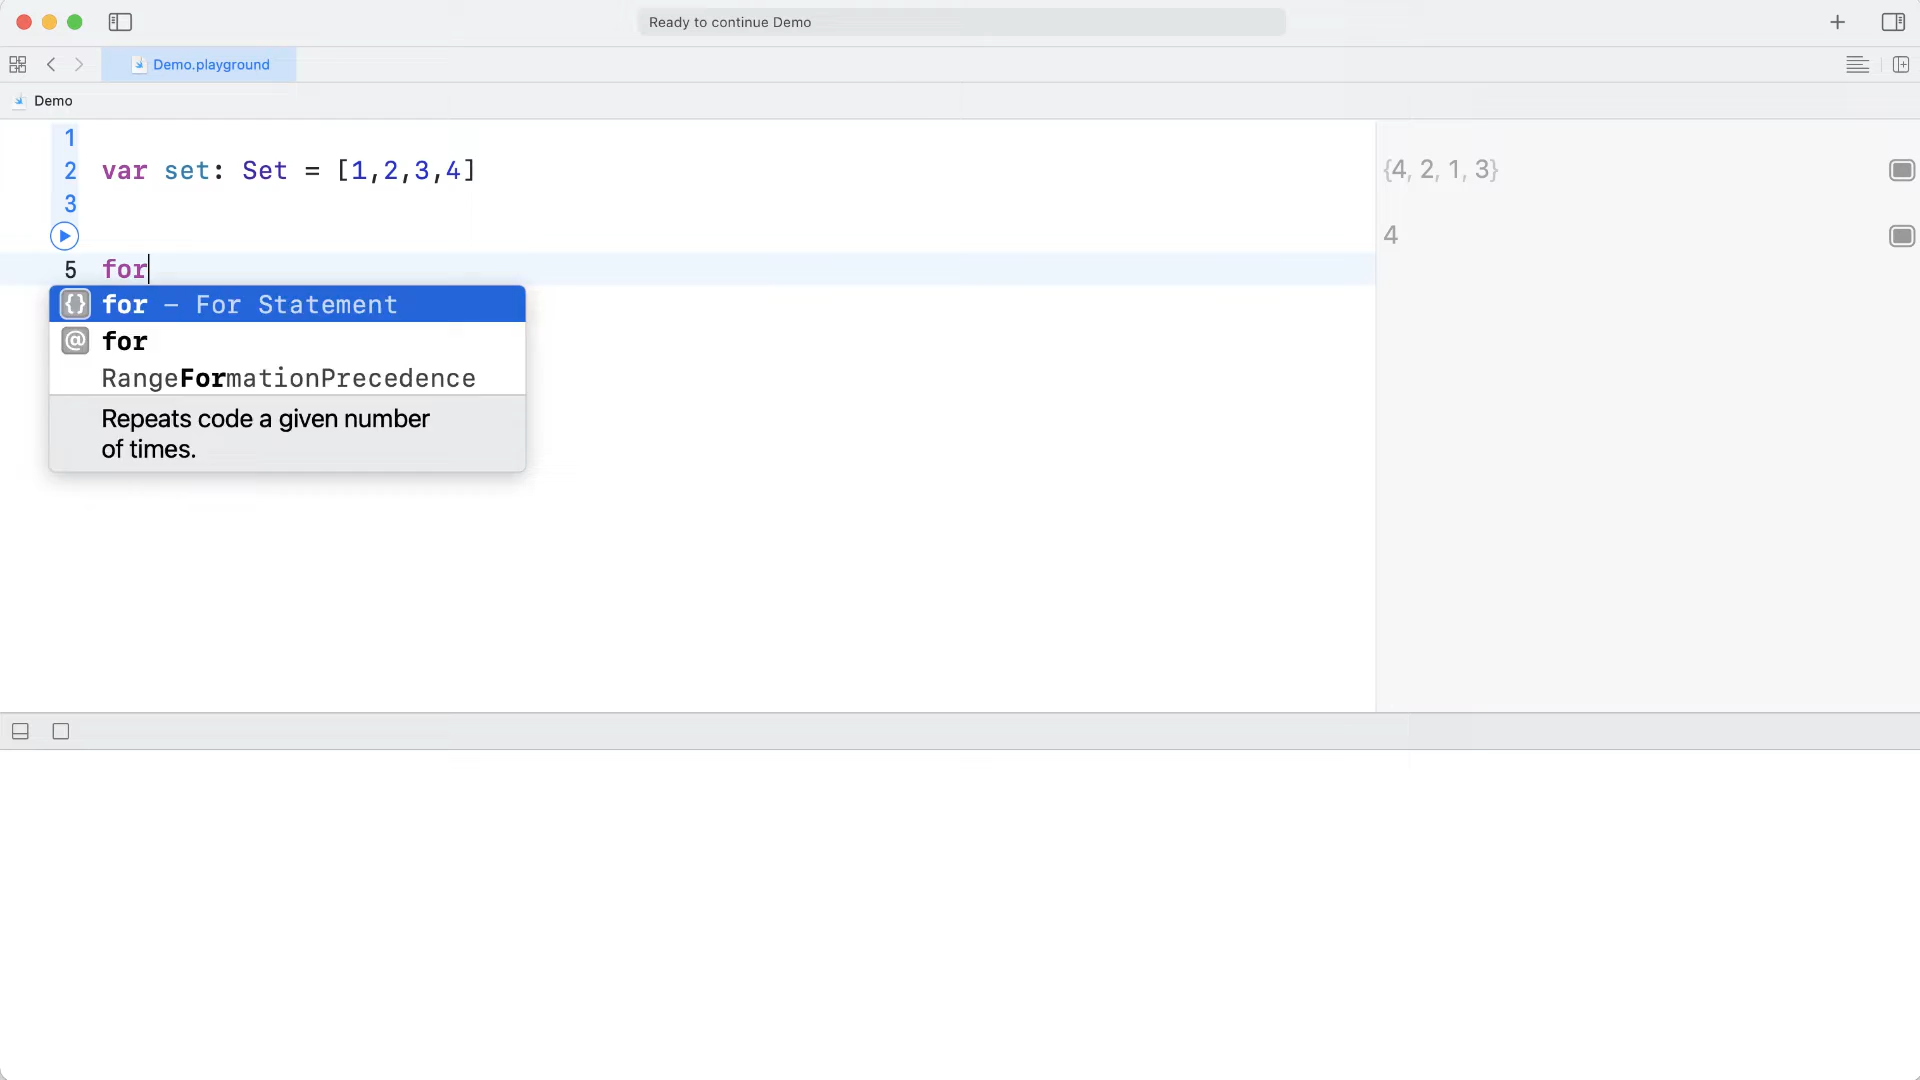 Ready to continue Demo
Demo.playground
Demo
1
2 var set: Set = [1,2,3,4] {4, 2, 1, 3}
3
4
5 for
{} for – For Statement
@ for
RangeFormationPrecedence
Repeats code a given number
of times.